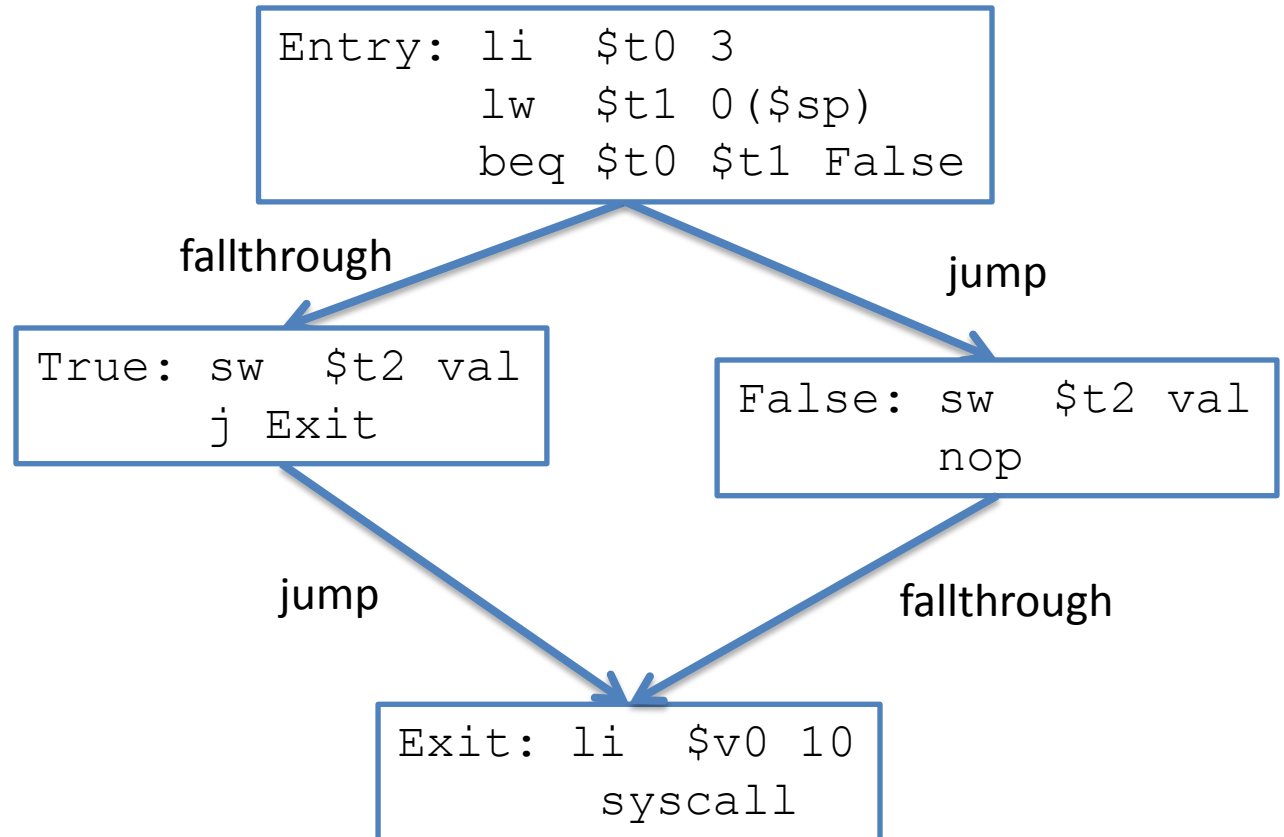 Entry: li $t0 3
lw $t1 0($sp)
beq $t0 $t1 False
fallthrough
jump
True: sw $t2 val
j Exit
False: sw $t2 val
nop
jump
fallthrough
Exit: li $v0 10
syscall